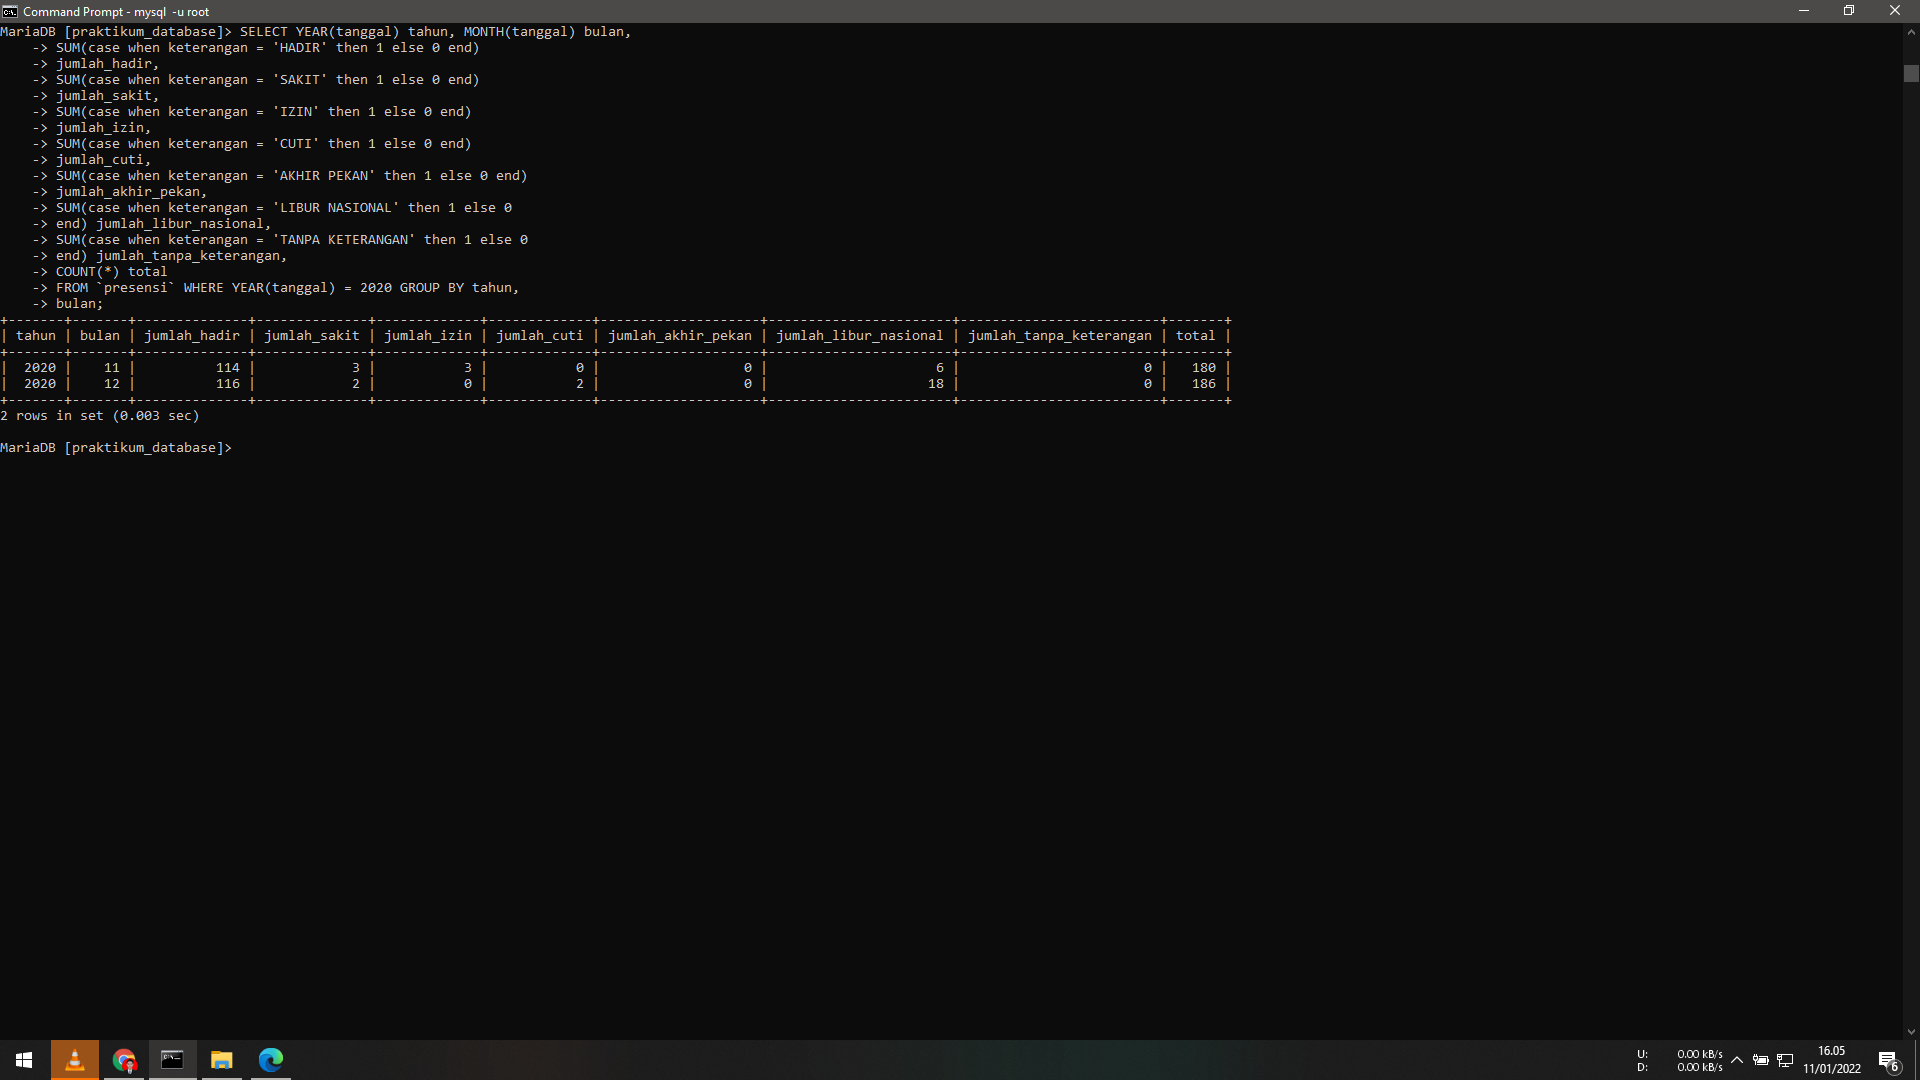 Command Prompt - mysql  -u root
MariaDB [praktikum_database]> SELECT YEAR(tanggal) tahun, MONTH(tanggal) bulan,
    -> SUM(case when keterangan = 'HADIR' then 1 else 0 end)
    -> jumlah_hadir,
    -> SUM(case when keterangan = 'SAKIT' then 1 else 0 end)
    -> jumlah_sakit,
    -> SUM(case when keterangan = 'IZIN' then 1 else 0 end)
    -> jumlah_izin,
    -> SUM(case when keterangan = 'CUTI' then 1 else 0 end)
    -> jumlah_cuti,
    -> SUM(case when keterangan = 'AKHIR PEKAN' then 1 else 0 end)
    -> jumlah_akhir_pekan,
    -> SUM(case when keterangan = 'LIBUR NASIONAL' then 1 else 0
    -> end) jumlah_libur_nasional,
    -> SUM(case when keterangan = 'TANPA KETERANGAN' then 1 else 0
    -> end) jumlah_tanpa_keterangan,
    -> COUNT(*) total
    -> FROM `presensi` WHERE YEAR(tanggal) = 2020 GROUP BY tahun,
    -> bulan;
+-------+-------+--------------+--------------+-------------+-------------+--------------------+-----------------------+-------------------------+-------+
| tahun | bulan | jumlah_hadir | jumlah_sakit | jumlah_izin | jumlah_cuti | jumlah_akhir_pekan | jumlah_libur_nasional | jumlah_tanpa_keterangan | total |
+-------+-------+--------------+--------------+-------------+-------------+--------------------+-----------------------+-------------------------+-------+
|  2020 |    11 |          114 |            3 |           3 |           0 |                  0 |                     6 |                       0 |   180 |
|  2020 |    12 |          116 |            2 |           0 |           2 |                  0 |                    18 |                       0 |   186 |
+-------+-------+--------------+--------------+-------------+-------------+--------------------+-----------------------+-------------------------+-------+
2 rows in set (0.003 sec)
MariaDB [praktikum_database]>
U: 0.00 kB/s
D: 0.00 kB/s
16.05
11/01/2022
6